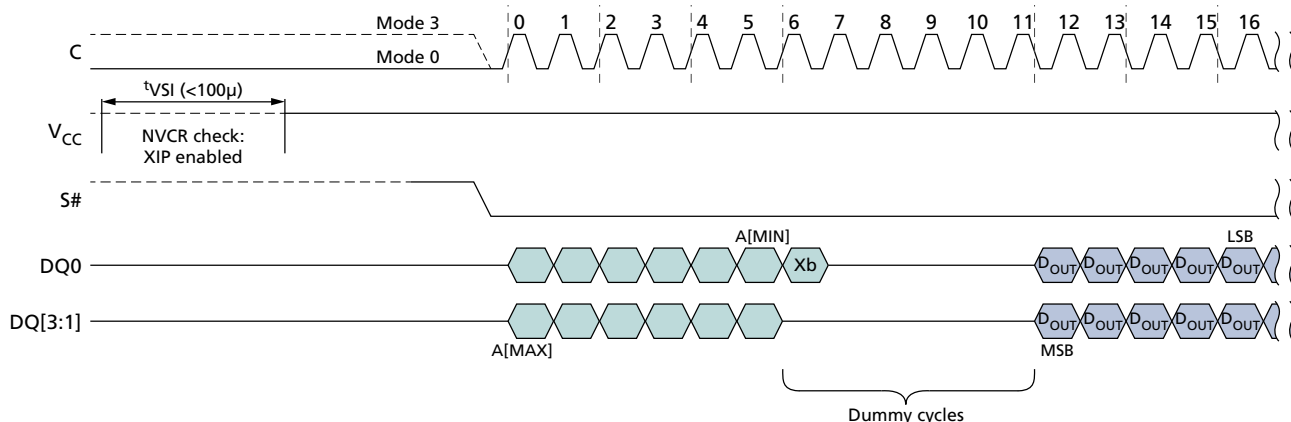 Mode 3
0 1 2 3 4 5 6 7 8 9 10 11 12 13 14 15 16
C
Mode 0
tVSI (<100µ)
VCC
NVCR check:
XIP enabled
S#
A[MIN]
LSB
DQ0
Xb
DOUT DOUT DOUT DOUT DOUT
DQ[3:1]
DOUT DOUT DOUT DOUT DOUT
A[MAX]
MSB
Dummy cycles